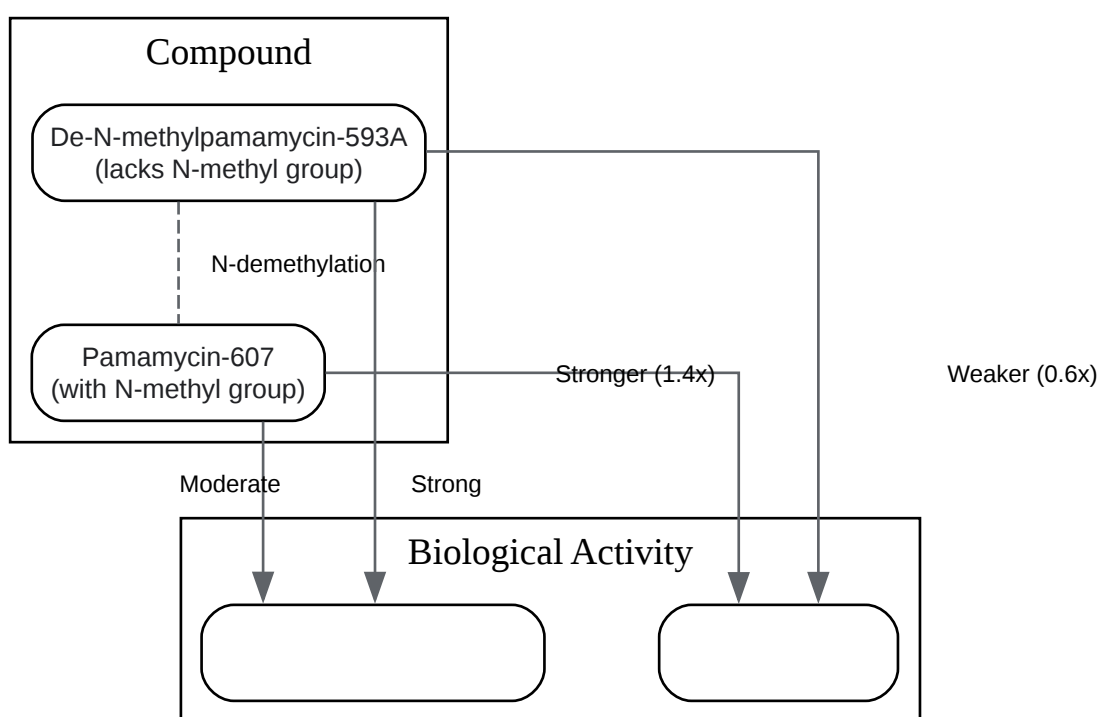 Compound
De-N-methylpamamycin-593A
(lacks N-methyl group)
N-demethylation
Pamamycin-607
(with N-methyl group)
Stronger (1.4x)
Weaker (0.6x)
Moderate
Strong
Biological Activity